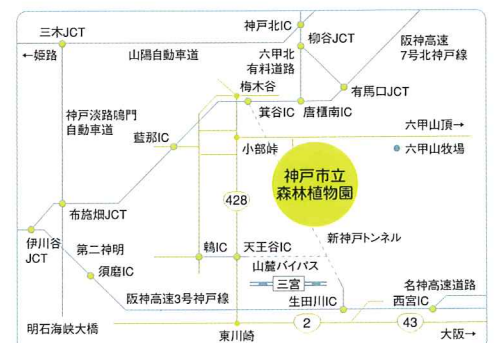 神戸北IC
三木JCT
柳谷JCT
阪神高速
7号北神戸線
←姫路
山陽自動車道
六甲北
有料道路
梅木谷
有馬口JCT
神戸淡路鳴門
自動車道
箕谷IC
唐櫃南IC
藍那IC
六甲山頂→
小部峠
六甲山牧場
神戸市立
森林植物園
428
布施畑JCT
新神戸トンネル
伊川谷
JCT
第二神明
鵯IC
天王谷IC
須磨IC
山麓バイパス
三宮
名神高速道路
阪神高速3号神戸線
生田川IC
西宮IC
明石海峡大橋
東川崎
2
43
大阪→